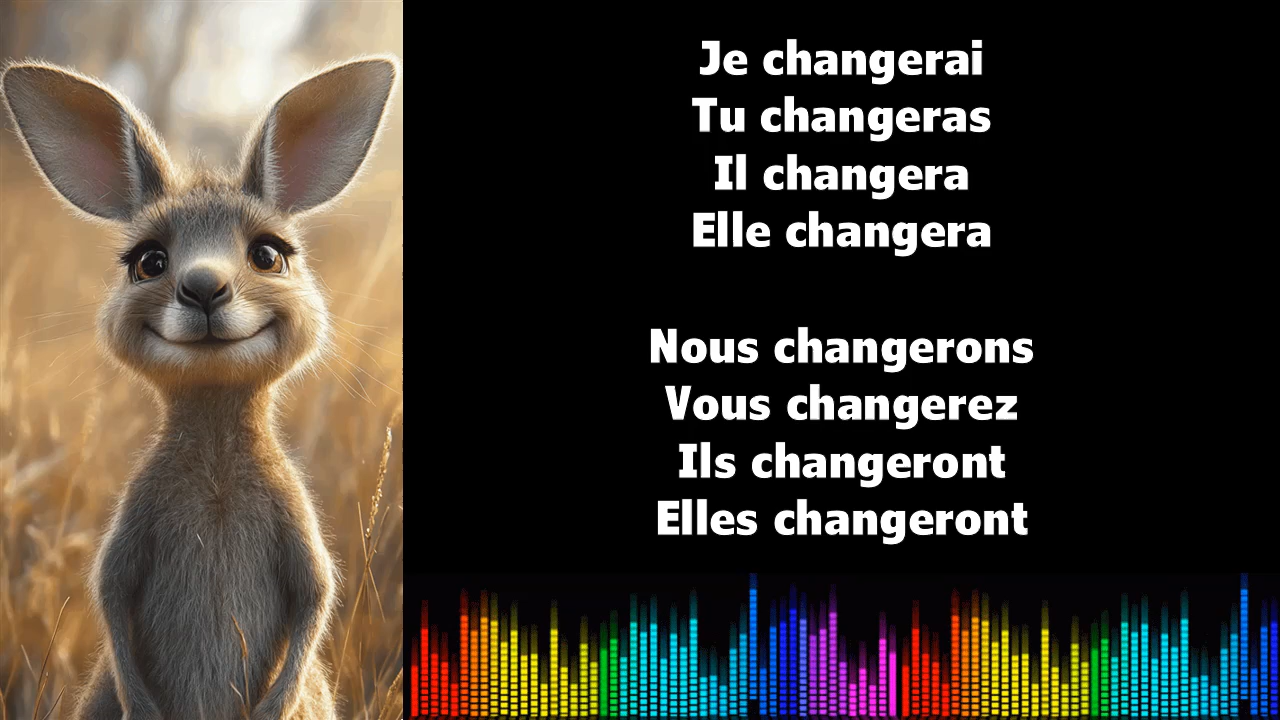 Je changerai
Tu changeras
Il changera
Elle changera
Nous changerons
Vous changerez
Ils changeront
Elles changeront